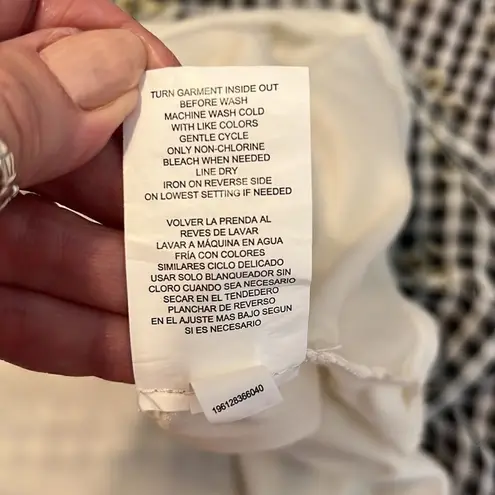 TURN GARMENT INSIDE OUT
BEFORE WASH
MACHINE WASH COLD
WITH LIKE COLORS
GENTLE CYCLE
ONLY NON-CHLORINE
BLEACH WHEN NEEDED
LINE DRY
IRON ON REVERSE SIDE
ON LOWEST SETTING IF NEEDED
VOLVER LA PRENDA AL
REVES DE LAVAR
LAVAR A MÁQUINA EN AGUA
FRÍA CON COLORES
SIMILARES CICLO DELICADO
USAR SOLO BLANQUEADOR SIN
CLORO CUANDO SEA NECESARIO
SECAR EN EL TENDEDERO
PLANCHAR DE REVERSO
EN EL AJUSTE MAS BAJO SEGUN
SI ES NECESARIO
196128366040